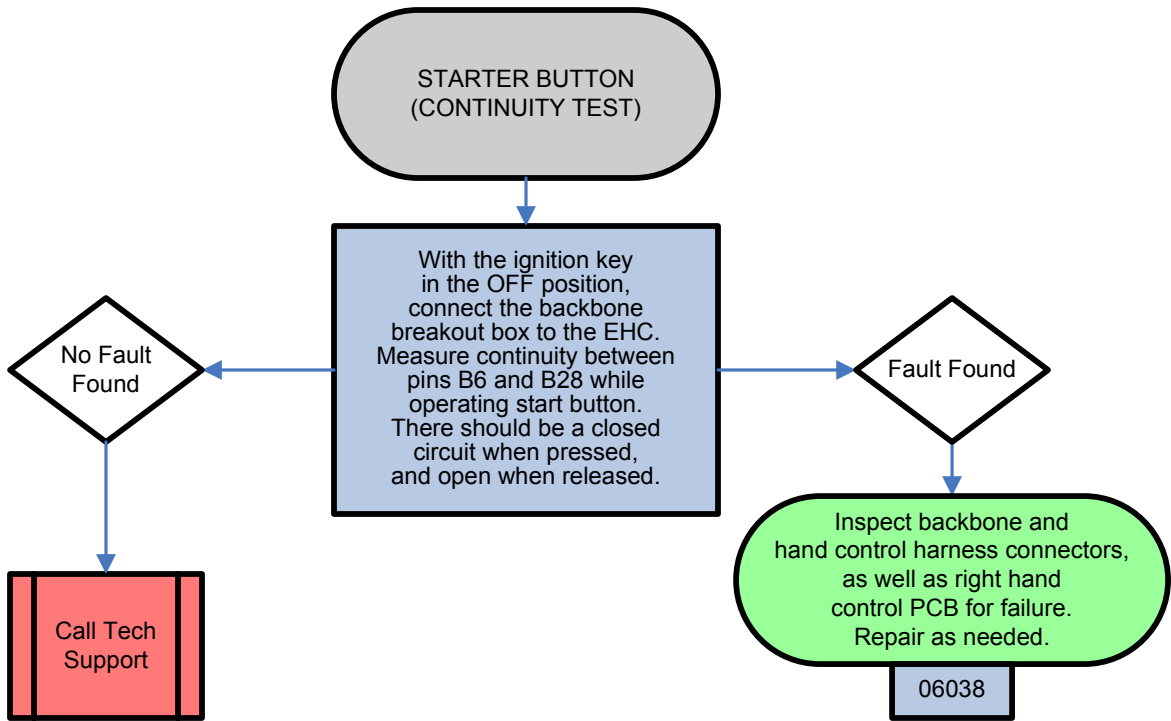 STARTER BUTTON
(CONTINUITY TEST)
With the ignition key
in the OFF position,
connect the backbone
breakout box to the EHC.
Measure continuity between
pins B6 and B28 while
operating start button.
There should be a closed
circuit when pressed,
and open when released.
No Fault
Found
Fault Found
Call Tech
Support
Inspect backbone and
hand control harness connectors,
as well as right hand
control PCB for failure.
Repair as needed.
06038